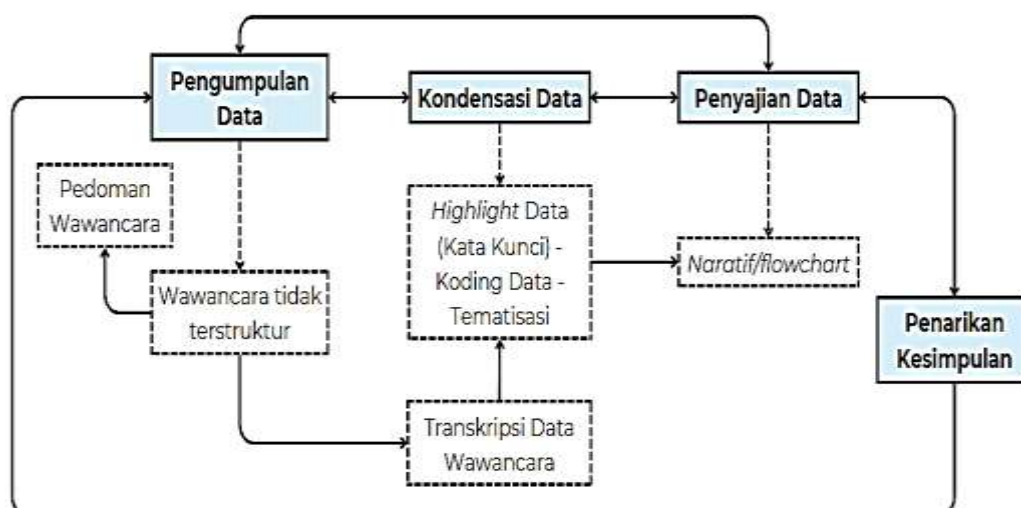 Pengumpulan
Data
Kondensasi Data
Penyajian Data
Pedoman
Wawancara
Highlight Data
(Kata Kunci) -
Koding Data -
Tematisasi
Naratif/flowchart
Wawancara tidak
terstruktur
Penarikan
Kesimpulan
Transkripsi Data
Wawancara